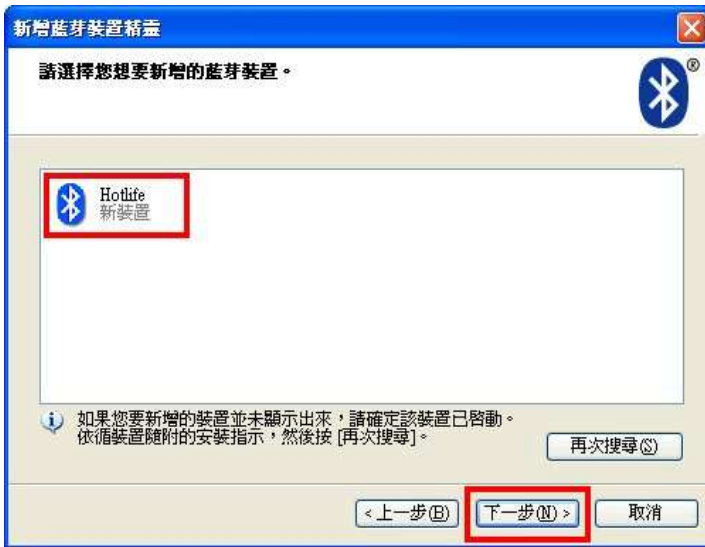 新增藍芽裝置精靈
請選擇您想要新增的藍芽裝置。
®
Hotlife
新裝置
如果您要新增的裝置並未顯示出來，請確定該裝置已啟動。
依循裝置隨附的安裝指示，然後按 [再次搜尋]。
再次搜尋(S)
< 上一步(B)
下一步(N) >
取消